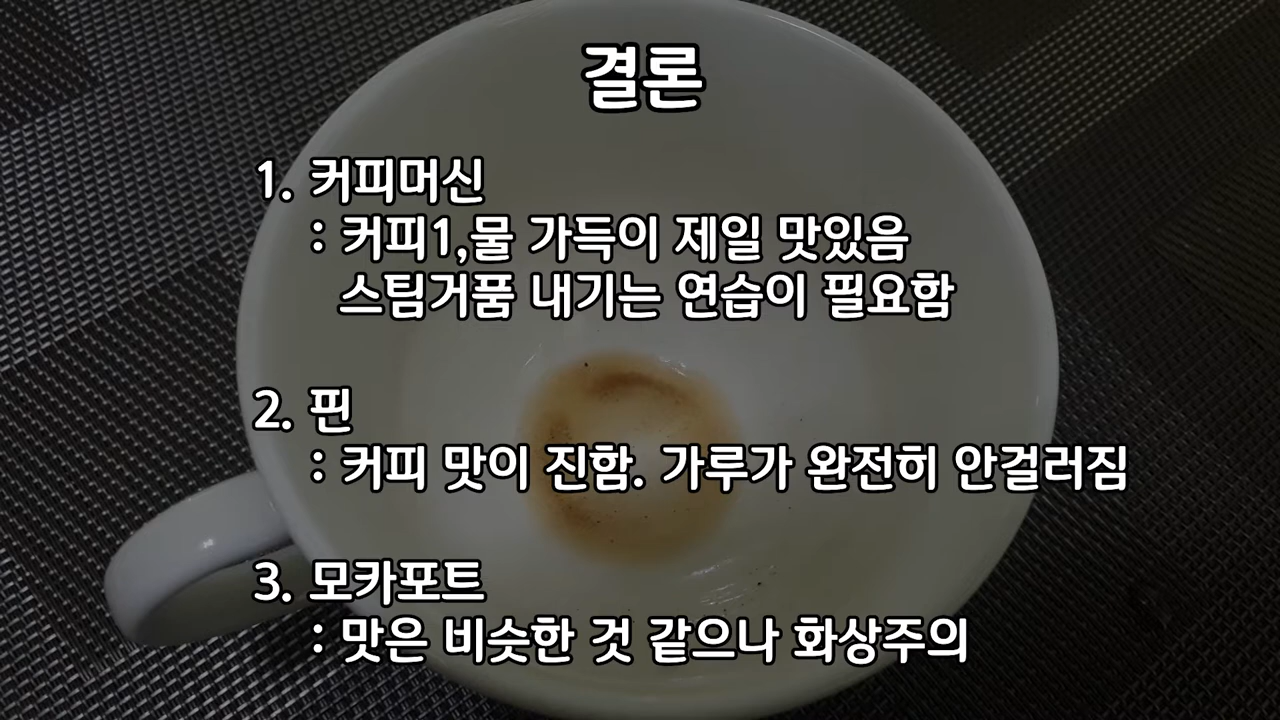 결론
1. 커피머신
: 커피1,물 가득이 제일 맛있음
스팀거품 내기는 연습이 필요함
2. 핀
: 커피 맛이 진함. 가루가 완전히 안걸러짐
3. 모카포트
: 맛은 비슷한 것 같으나 화상주의